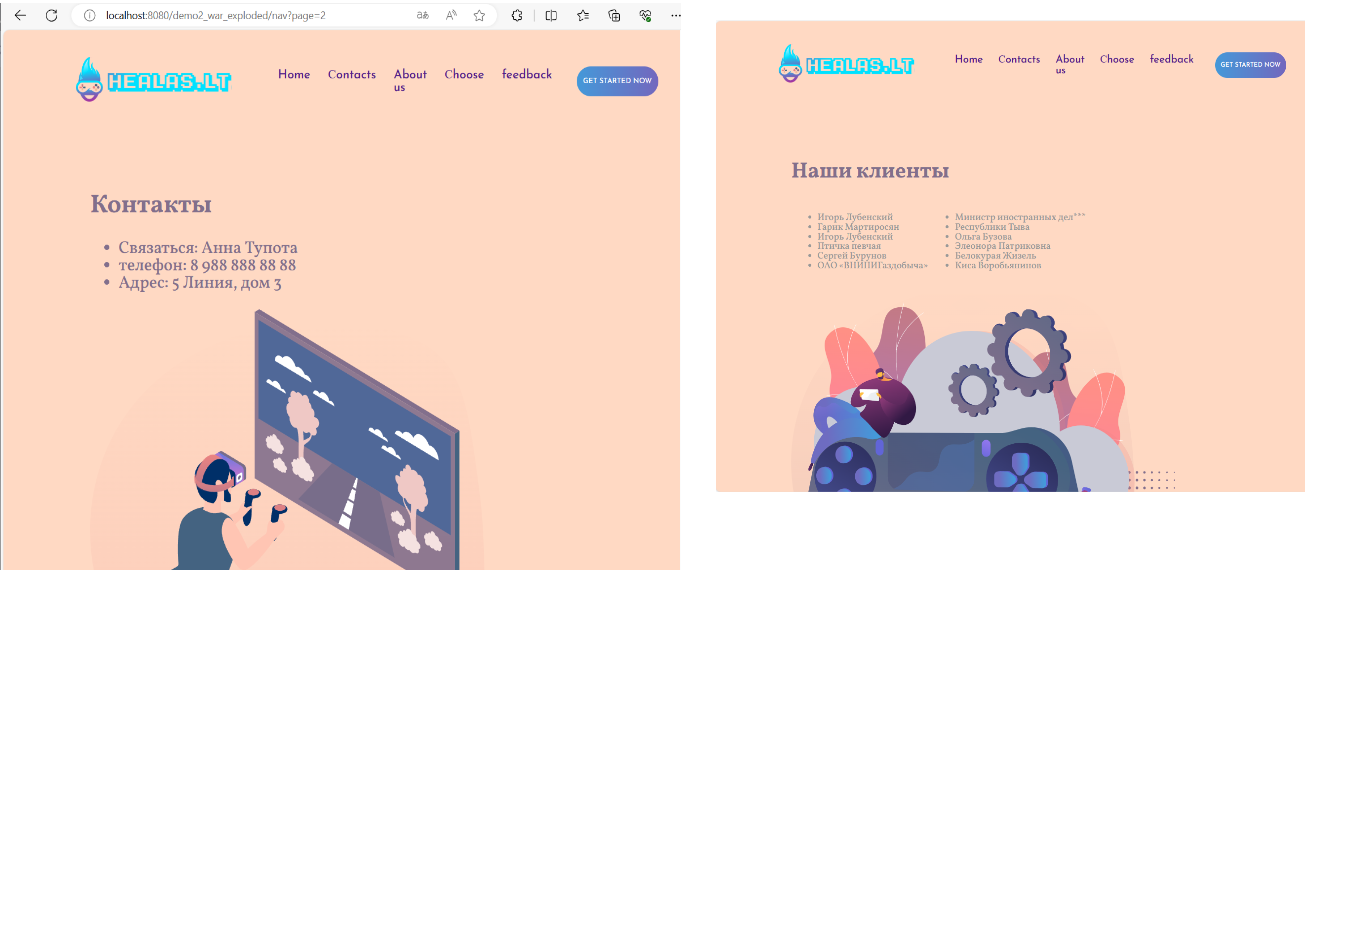 localhost:8080/demo2_war_exploded/nav?page=2
HEALAS.LT
Home Contacts About us Choose feedback
GET STARTED NOW
Контакты
Связаться: Анна Тупота
телефон: 8 988 888 88 88
Адрес: 5 Линия, дом 3
HEALAS.LT
Home Contacts About us Choose feedback
GET STARTED NOW
Наши клиенты
Игорь Лубенский
Гарик Мартиросян
Игорь Лубенский
Птичка певчая
Сергей Бурунов
ОАО «ВНИПИГаздобыча»
Министр иностранных дел***
Республики Тыва
Ольга Бузова
Элеонора Патриковна
Белокурая Жизель
Киса Воробьянинов